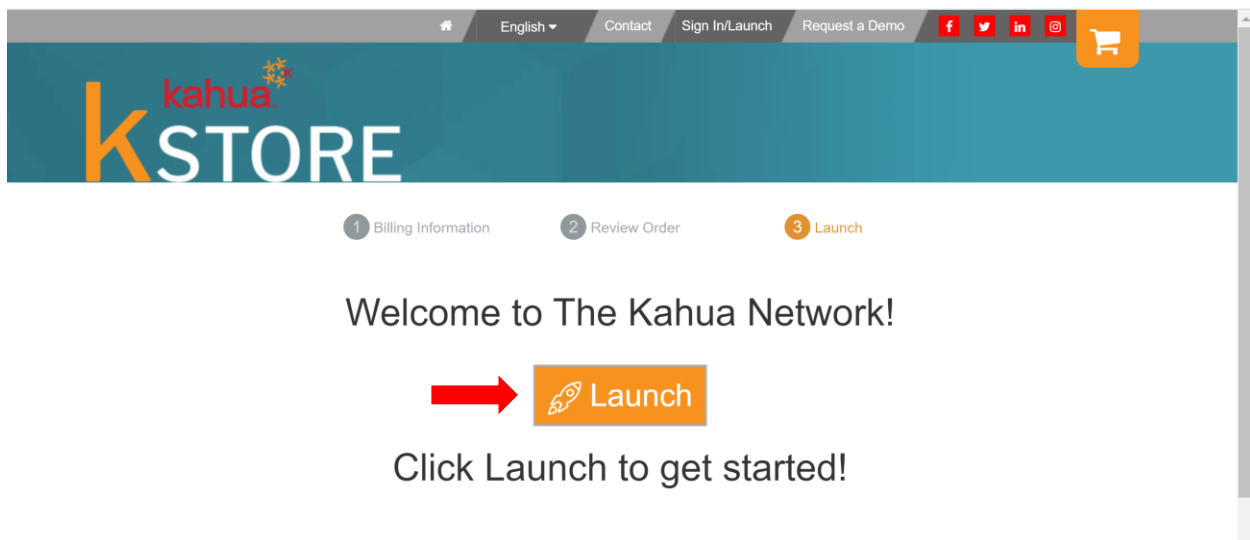 English Contact Sign In/Launch Request a Demo
kahua
kSTORE
1 Billing Information 2 Review Order 3 Launch
Welcome to The Kahua Network!
Launch
Click Launch to get started!